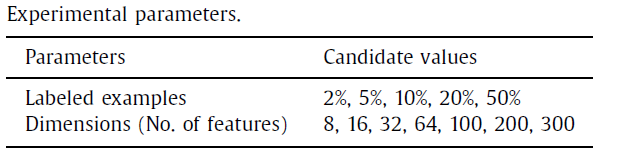 Experimental parameters.
Parameters Candidate values
Labeled examples 2%, 5%, 10%, 20%, 50%
Dimensions (No. of features) 8, 16, 32, 64, 100, 200, 300